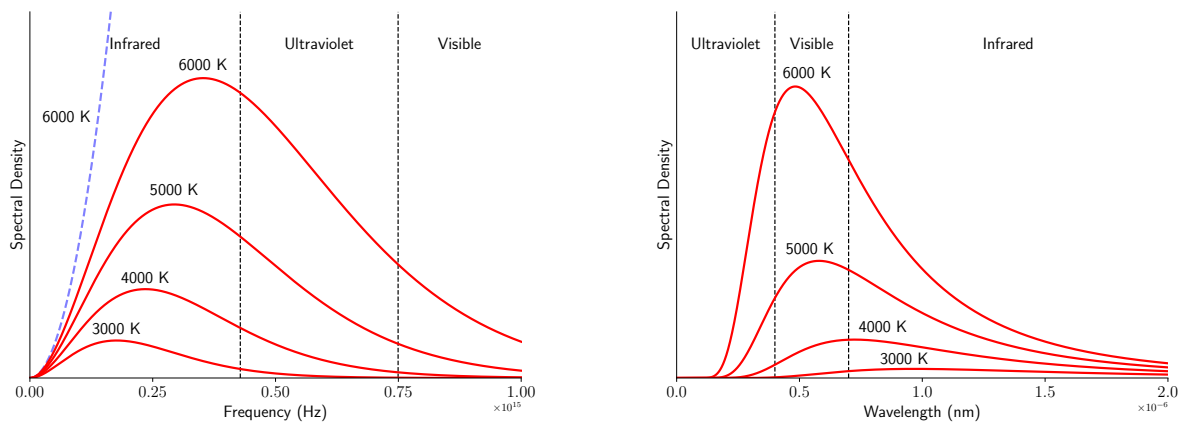 Infrared
Ultraviolet
Visible
6000 K
6000 K
5000 K
4000 K
3000 K
Spectral Density
0.00
0.25
0.50
0.75
1.00
×10¹⁵
Frequency (Hz)
Ultraviolet
Visible
Infrared
6000 K
5000 K
4000 K
3000 K
Spectral Density
0.0
0.5
1.0
1.5
2.0
×10⁻⁶
Wavelength (nm)